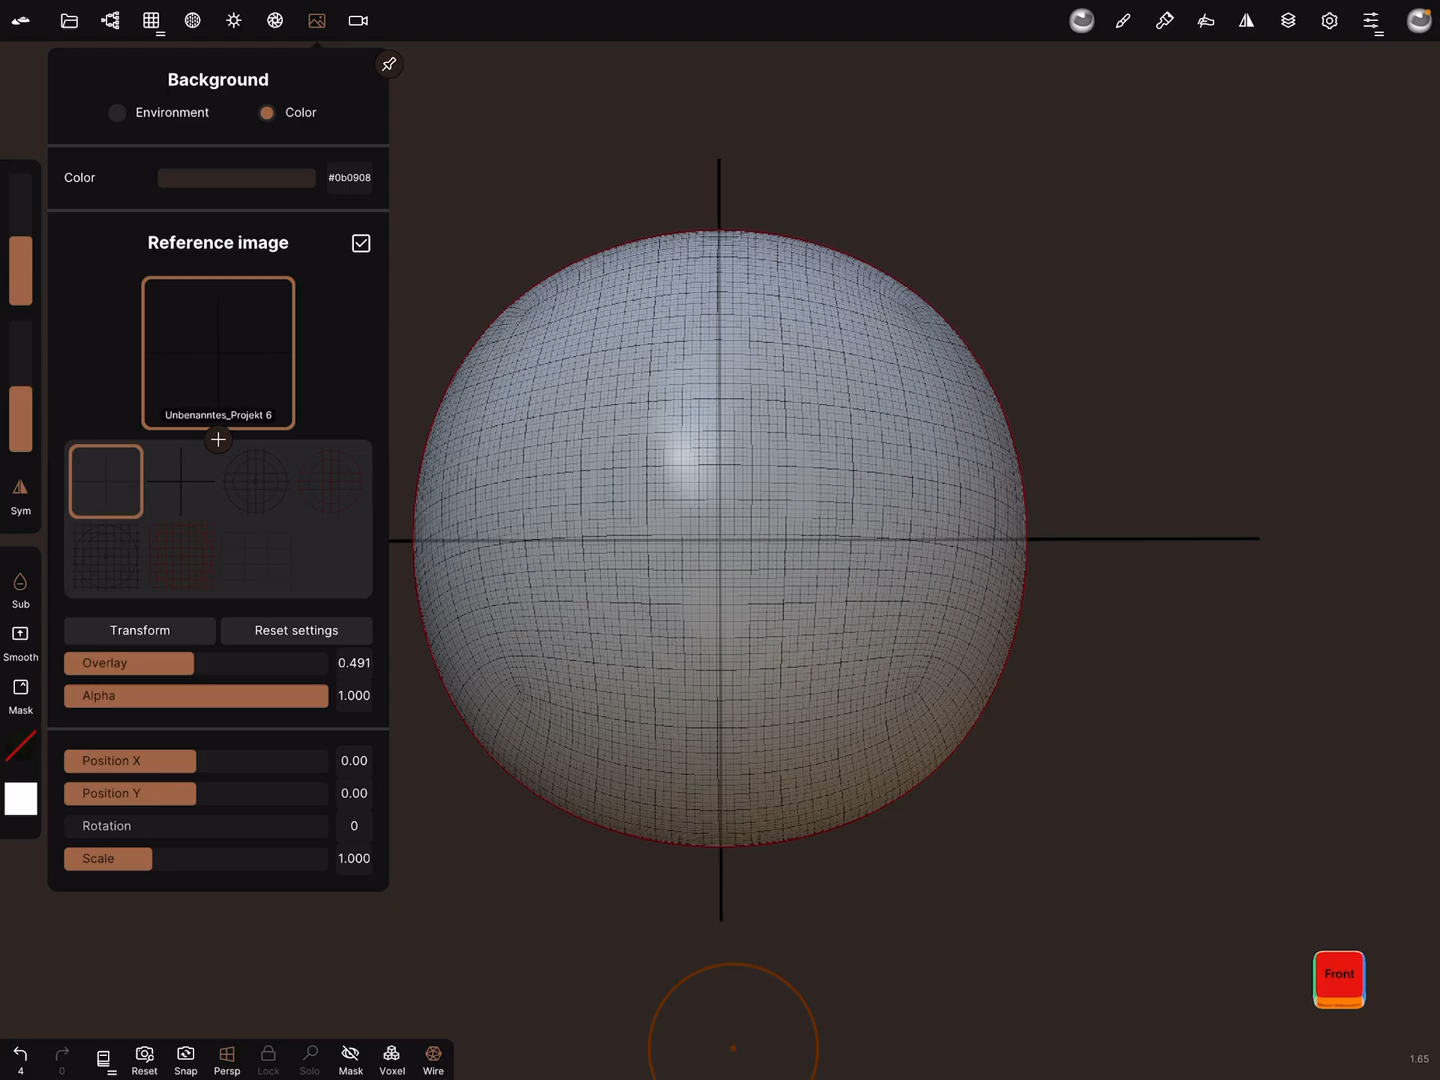 Background
Environment
Color
Color
#0b0908
Reference image
Unbenanntes_Projekt 6
Sym
Sub
Smooth
Mask
Transform
Reset settings
Overlay 0.491
Alpha 1.000
Position X 0.00
Position Y 0.00
Rotation 0
Scale 1.000
Front
4
0
Reset
Snap
Persp
Lock
Solo
Mask
Voxel
Wire
1.65